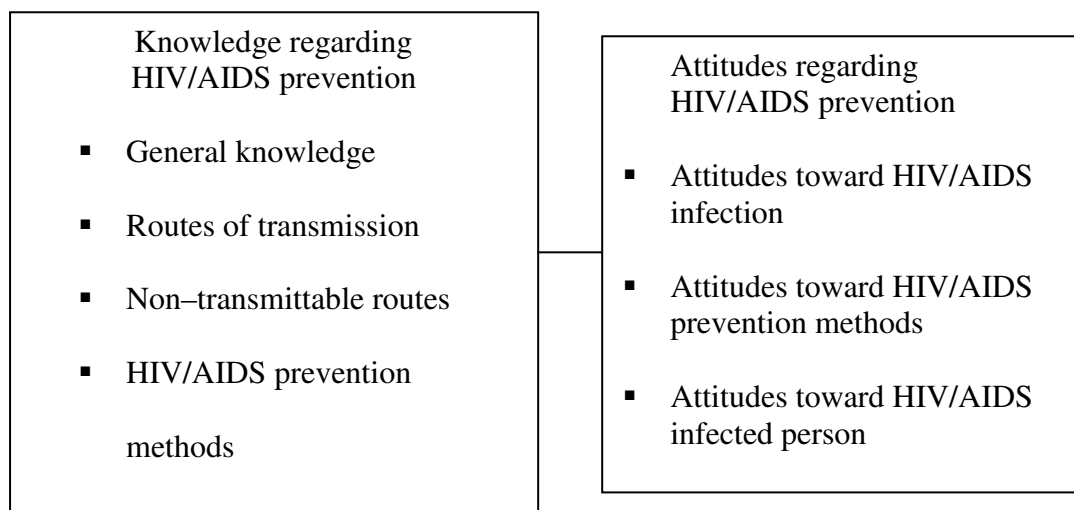 Knowledge regarding
HIV/AIDS prevention
▪ General knowledge
▪ Routes of transmission
▪ Non–transmittable routes
▪ HIV/AIDS prevention
methods
Attitudes regarding
HIV/AIDS prevention
▪ Attitudes toward HIV/AIDS
infection
▪ Attitudes toward HIV/AIDS
prevention methods
▪ Attitudes toward HIV/AIDS
infected person